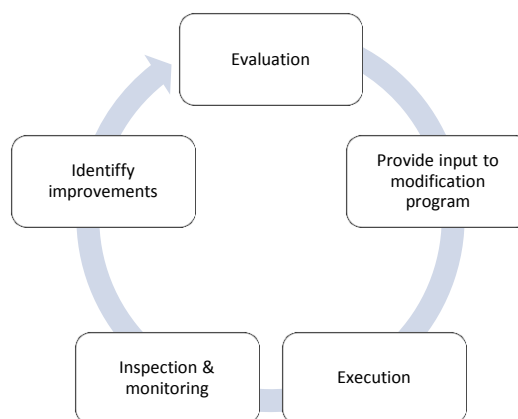 Evaluation
Provide input to
modification
program
Execution
Inspection &
monitoring
Identiffy
improvements